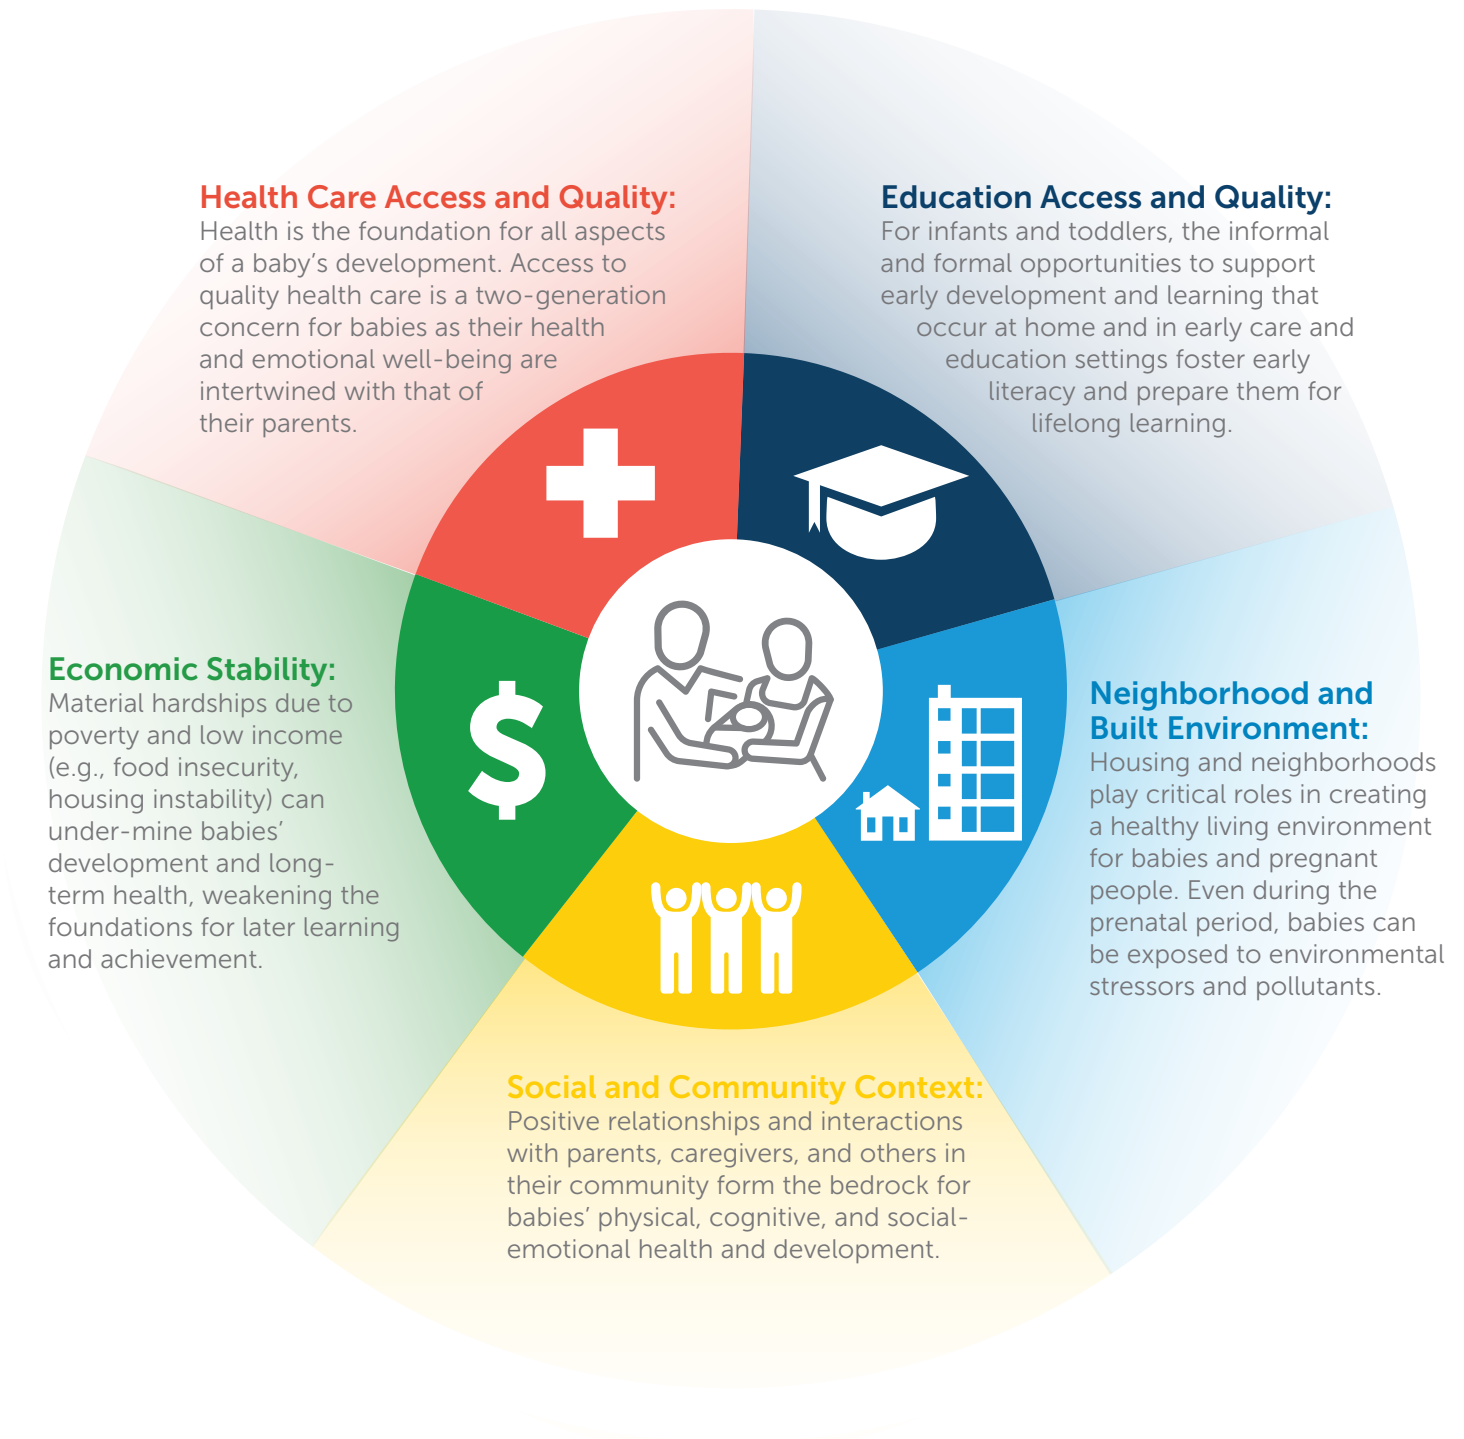 Health Care Access and Quality:
Health is the foundation for all aspects
of a baby's development. Access to
quality health care is a two-generation
concern for babies as their health
and emotional well-being are
intertwined with that of
their parents.
Education Access and Quality:
For infants and toddlers, the informal
and formal opportunities to support
early development and learning that
occur at home and in early care and
education settings foster early
literacy and prepare them for
lifelong learning.
Economic Stability:
Material hardships due to
poverty and low income
(e.g., food insecurity,
housing instability) can
under-mine babies'
development and long-
term health, weakening the
foundations for later learning
and achievement.
$
Neighborhood and
Built Environment:
Housing and neighborhoods
play critical roles in creating
a healthy living environment
for babies and pregnant
people. Even during the
prenatal period, babies can
be exposed to environmental
stressors and pollutants.
Social and Community Context:
Positive relationships and interactions
with parents, caregivers, and others in
their community form the bedrock for
babies' physical, cognitive, and social-
emotional health and development.